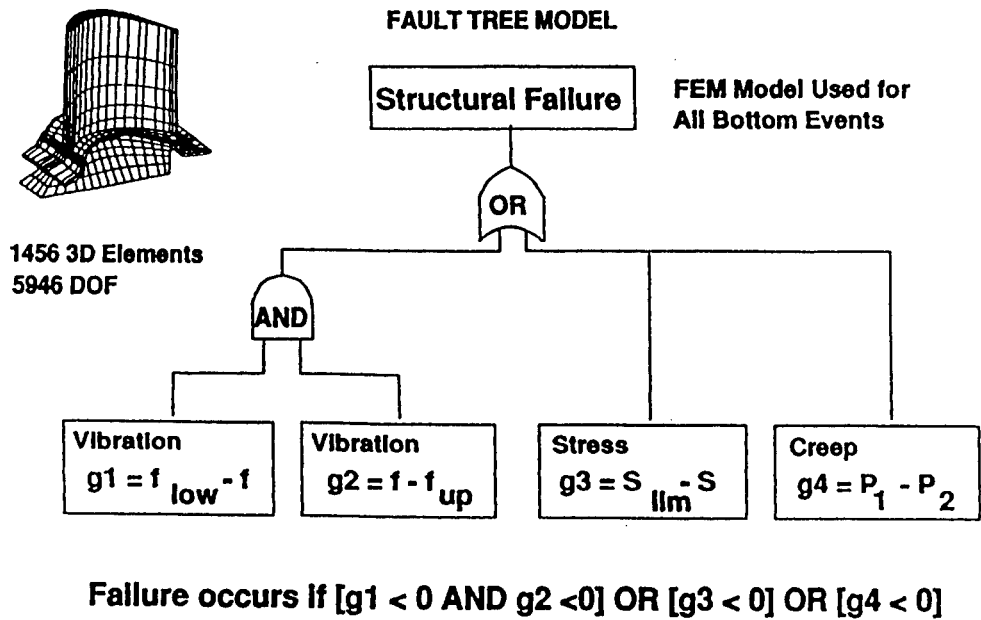 FAULT TREE MODEL
Structural Failure
FEM Model Used for
All Bottom Events
OR
1456 3D Elements
5946 DOF
AND
Vibration
g1 = f low - f
Vibration
g2 = f - f up
Stress
g3 = S lim - S
Creep
g4 = P1 - P2
Failure occurs if [g1 < 0 AND g2 <0] OR [g3 < 0] OR [g4 < 0]